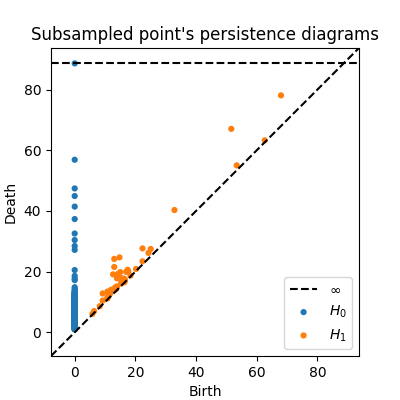 Subsampled point's persistence diagrams
Death
80
60
40
20
0
0 20 40 60 80
Birth
∞
H₀
H₁